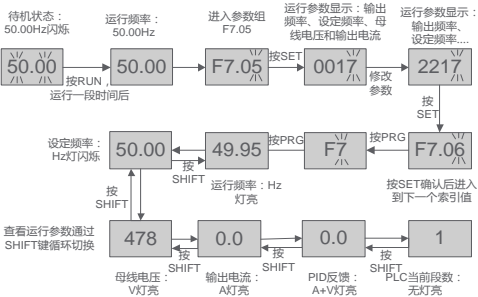 待机状态：
50.00Hz闪烁
运行频率：
50.00Hz
进入参数组
F7.05
运行参数显示：输出
频率、设定频率、母
线电压和输出电流
运行参数显示：
输出频率、
设定频率....
50.00
按RUN，
运行一段时间后
50.00
F7.05
按SET
0017
修改
参数
2217
按
SET
设定频率：
Hz灯闪烁
50.00
按
SHIFT
49.95
按PRG
F7
按PRG
F7.06
运行频率：Hz
灯亮
按SET确认后进入
到下一个索引值
按
SHIFT
查看运行参数通过
SHIFT键循环切换
478
按
SHIFT
0.0
按
SHIFT
0.0
按
SHIFT
1
母线电压：
V灯亮
输出电流：
A灯亮
PID反馈：
A+V灯亮
PLC当前段数：
无灯亮